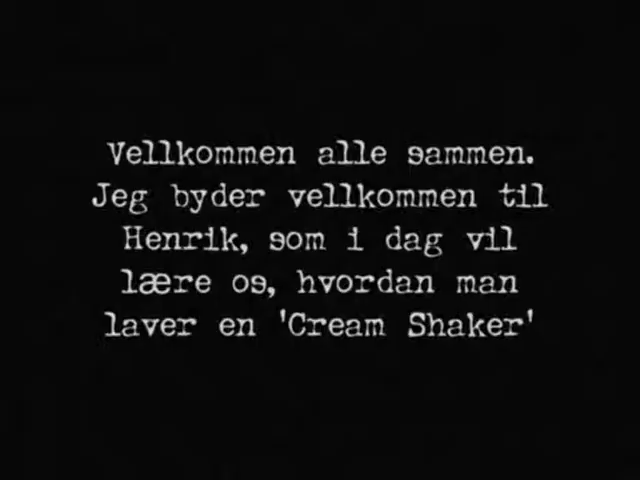 Vellkommen alle sammen.
Jeg byder vellkommen til
Henrik, som i dag vil
lære os, hvordan man
laver en 'Cream Shaker'